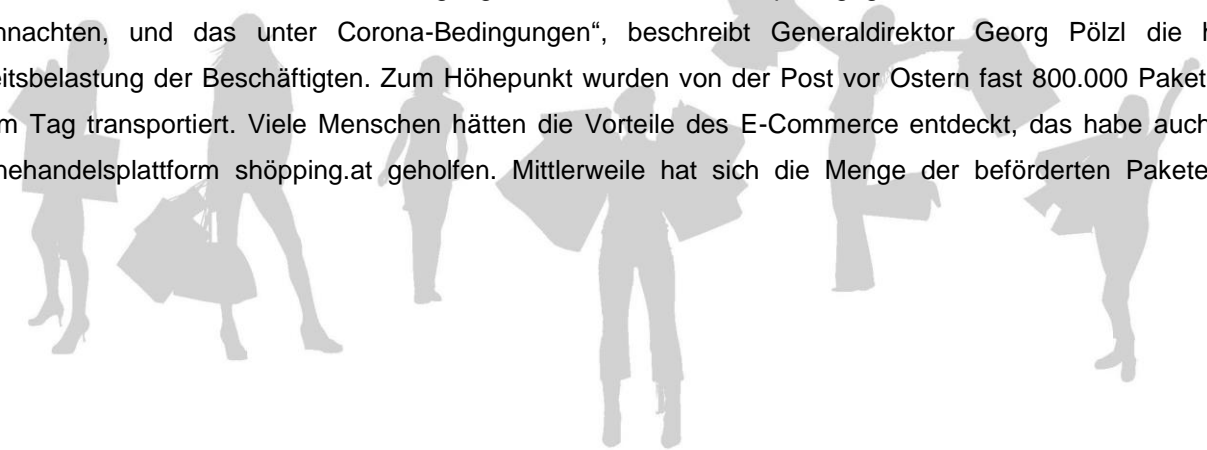 hnachten, und das unter Corona-Bedingungen“, beschreibt Generaldirektor Georg Pölzl die h
eitsbelastung der Beschäftigten. Zum Höhepunkt wurden von der Post vor Ostern fast 800.000 Paket
m Tag transportiert. Viele Menschen hätten die Vorteile des E-Commerce entdeckt, das habe auch
nehandelsplattform shöpping.at geholfen. Mittlerweile hat sich die Menge der beförderten Pakete